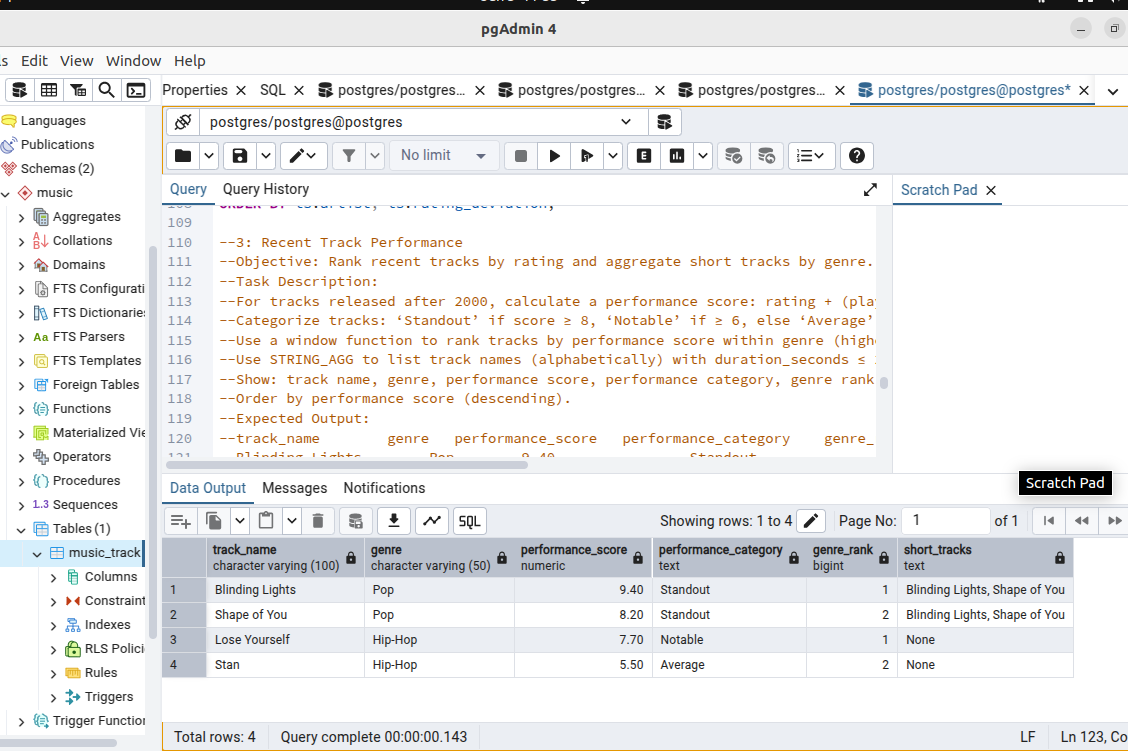 pgAdmin 4
s Edit View Window Help
Properties SQL postgres/postgres... postgres/postgres... postgres/postgres... postgres/postgres@postgres*
postgres/postgres@postgres
No limit
E
Query Query History
Scratch Pad
109
110 --3: Recent Track Performance
111 --Objective: Rank recent tracks by rating and aggregate short tracks by genre.
112 --Task Description:
113 --For tracks released after 2000, calculate a performance score: rating + (pla
114 --Categorize tracks: ‘Standout’ if score ≥ 8, ‘Notable’ if ≥ 6, else ‘Average’
115 --Use a window function to rank tracks by performance score within genre (high
116 --Use STRING_AGG to list track names (alphabetically) with duration_seconds ≤
117 --Show: track name, genre, performance score, performance category, genre rank
118 --Order by performance score (descending).
119 --Expected Output:
120 --track_name genre performance_score performance_category genre_
Languages
Publications
Schemas (2)
music
Aggregates
Collations
Domains
FTS Configurati
FTS Dictionaries
FTS Parsers
FTS Templates
Foreign Tables
Functions
Materialized Vie
Operators
Procedures
1..3 Sequences
Tables (1)
music_track
Columns
Constraint
Indexes
RLS Polici
Rules
Triggers
Trigger Function
Scratch Pad
Data Output Messages Notifications
SQL
Showing rows: 1 to 4 Page No: 1 of 1
track_name genre performance_score performance_category genre_rank short_tracks
character varying (100) character varying (50) numeric text bigint text
1 Blinding Lights Pop 9.40 Standout 1 Blinding Lights, Shape of You
2 Shape of You Pop 8.20 Standout 2 Blinding Lights, Shape of You
3 Lose Yourself Hip-Hop 7.70 Notable 1 None
4 Stan Hip-Hop 5.50 Average 2 None
Total rows: 4 Query complete 00:00:00.143 LF Ln 123, Co